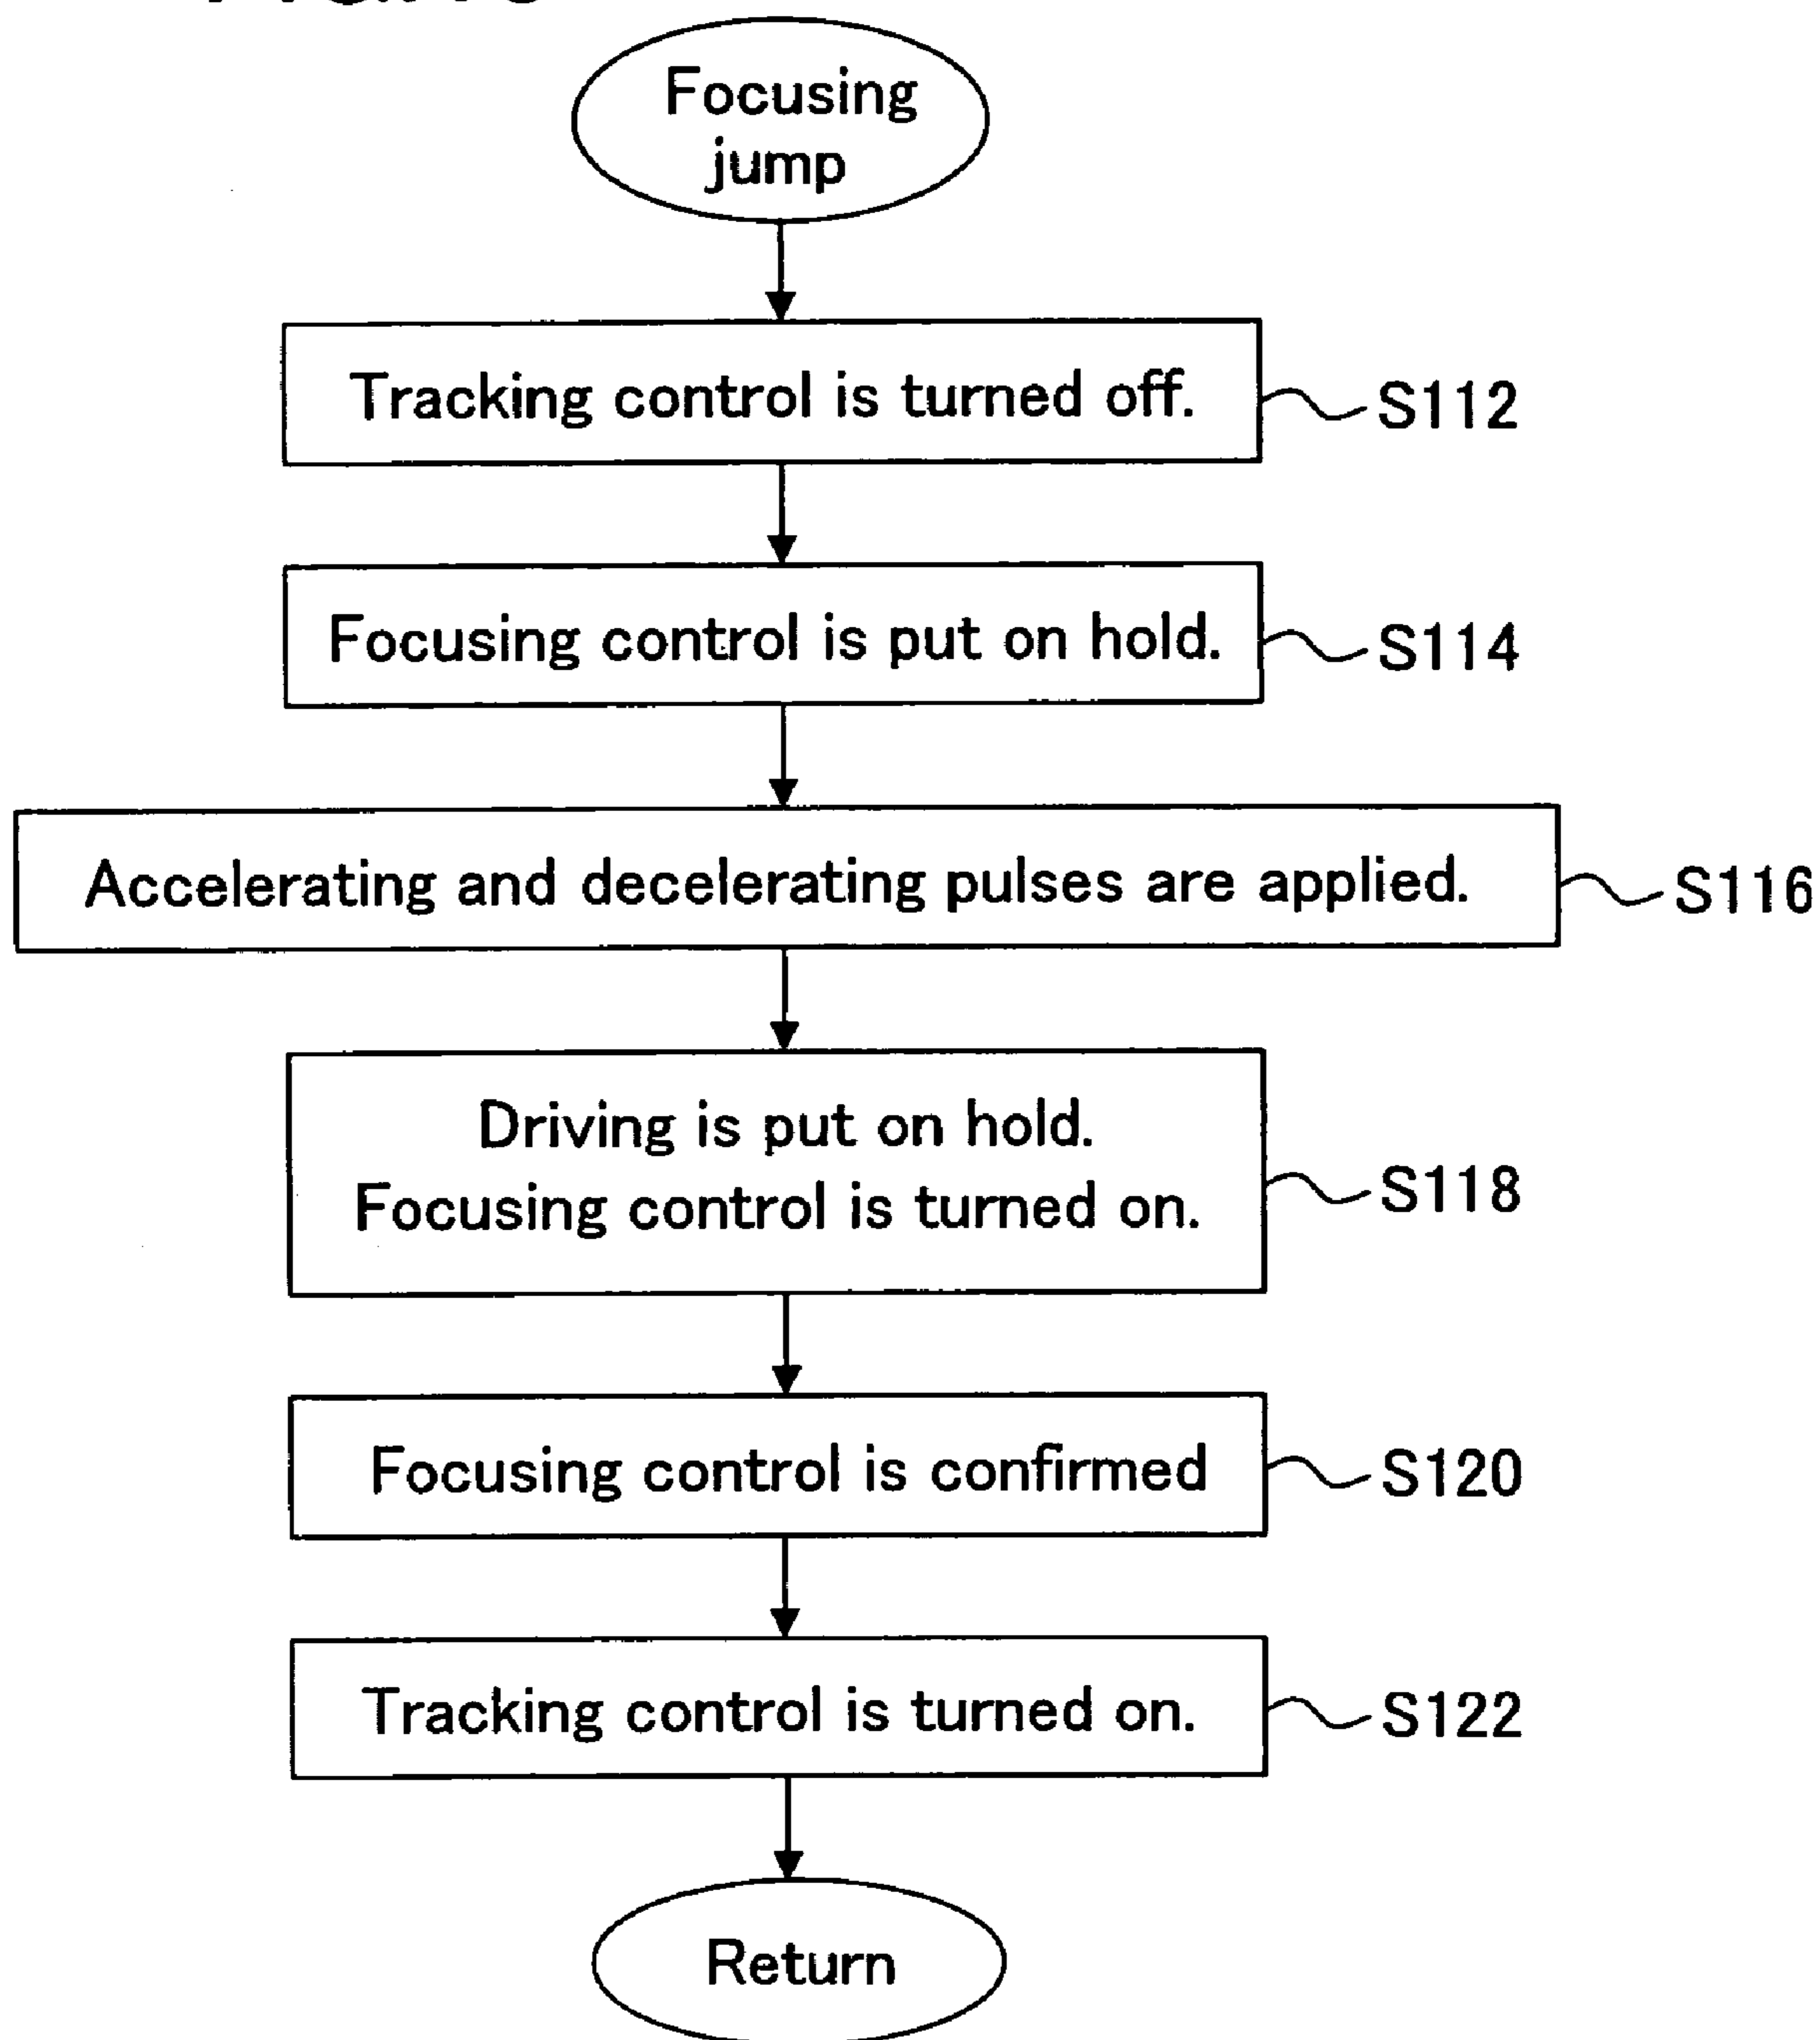 Focusing
jump
Tracking control is turned off.
S112
Focusing control is put on hold.
S114
Accelerating and decelerating pulses are applied.
S116
Driving is put on hold.
Focusing control is turned on.
S118
Focusing control is confirmed
S120
Tracking control is turned on.
S122
Return